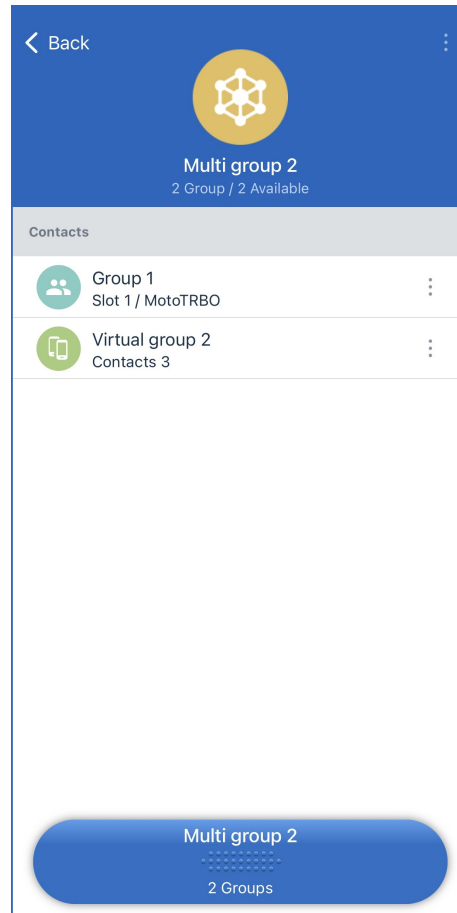 Back
Multi group 2
2 Group / 2 Available
Contacts
Group 1
Slot 1 / MotoTRBO
Virtual group 2
Contacts 3
Multi group 2
2 Groups